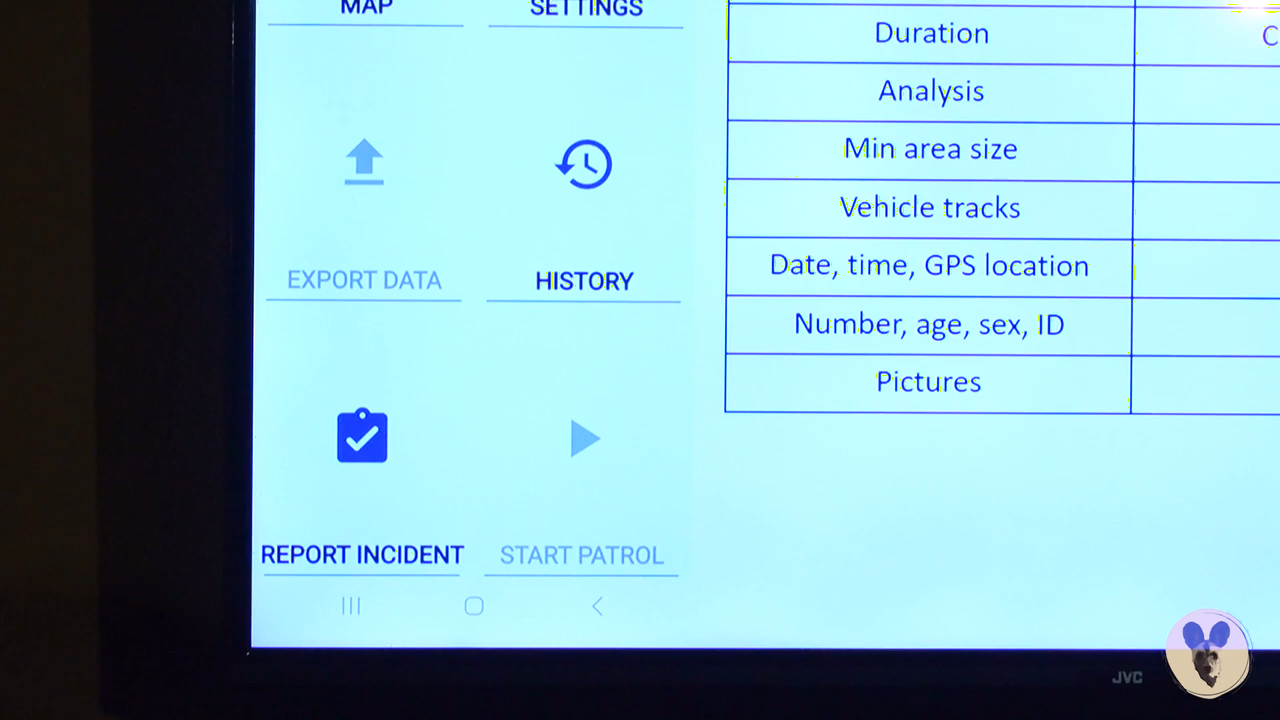 MAP
SETTINGS
EXPORT DATA
HISTORY
REPORT INCIDENT
START PATROL
Duration
C
Analysis
Min area size
Vehicle tracks
Date, time, GPS location
Number, age, sex, ID
Pictures
JVC